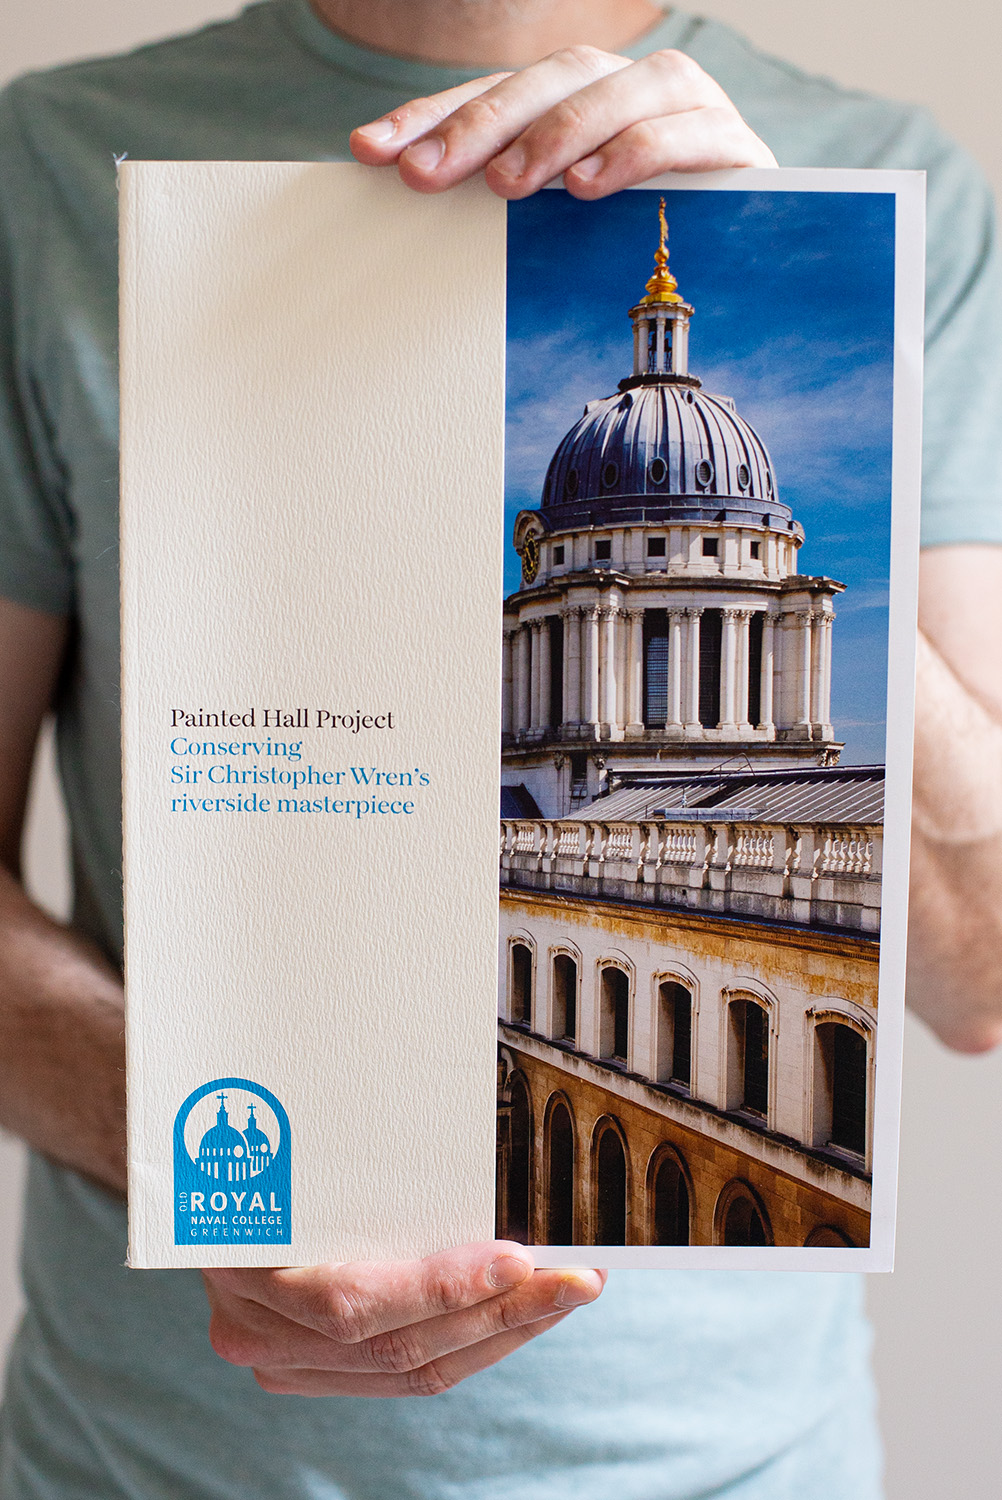 Painted Hall Project
Conserving
Sir Christopher Wren's
riverside masterpiece
OLD
ROYAL
NAVAL COLLEGE
GREENWICH